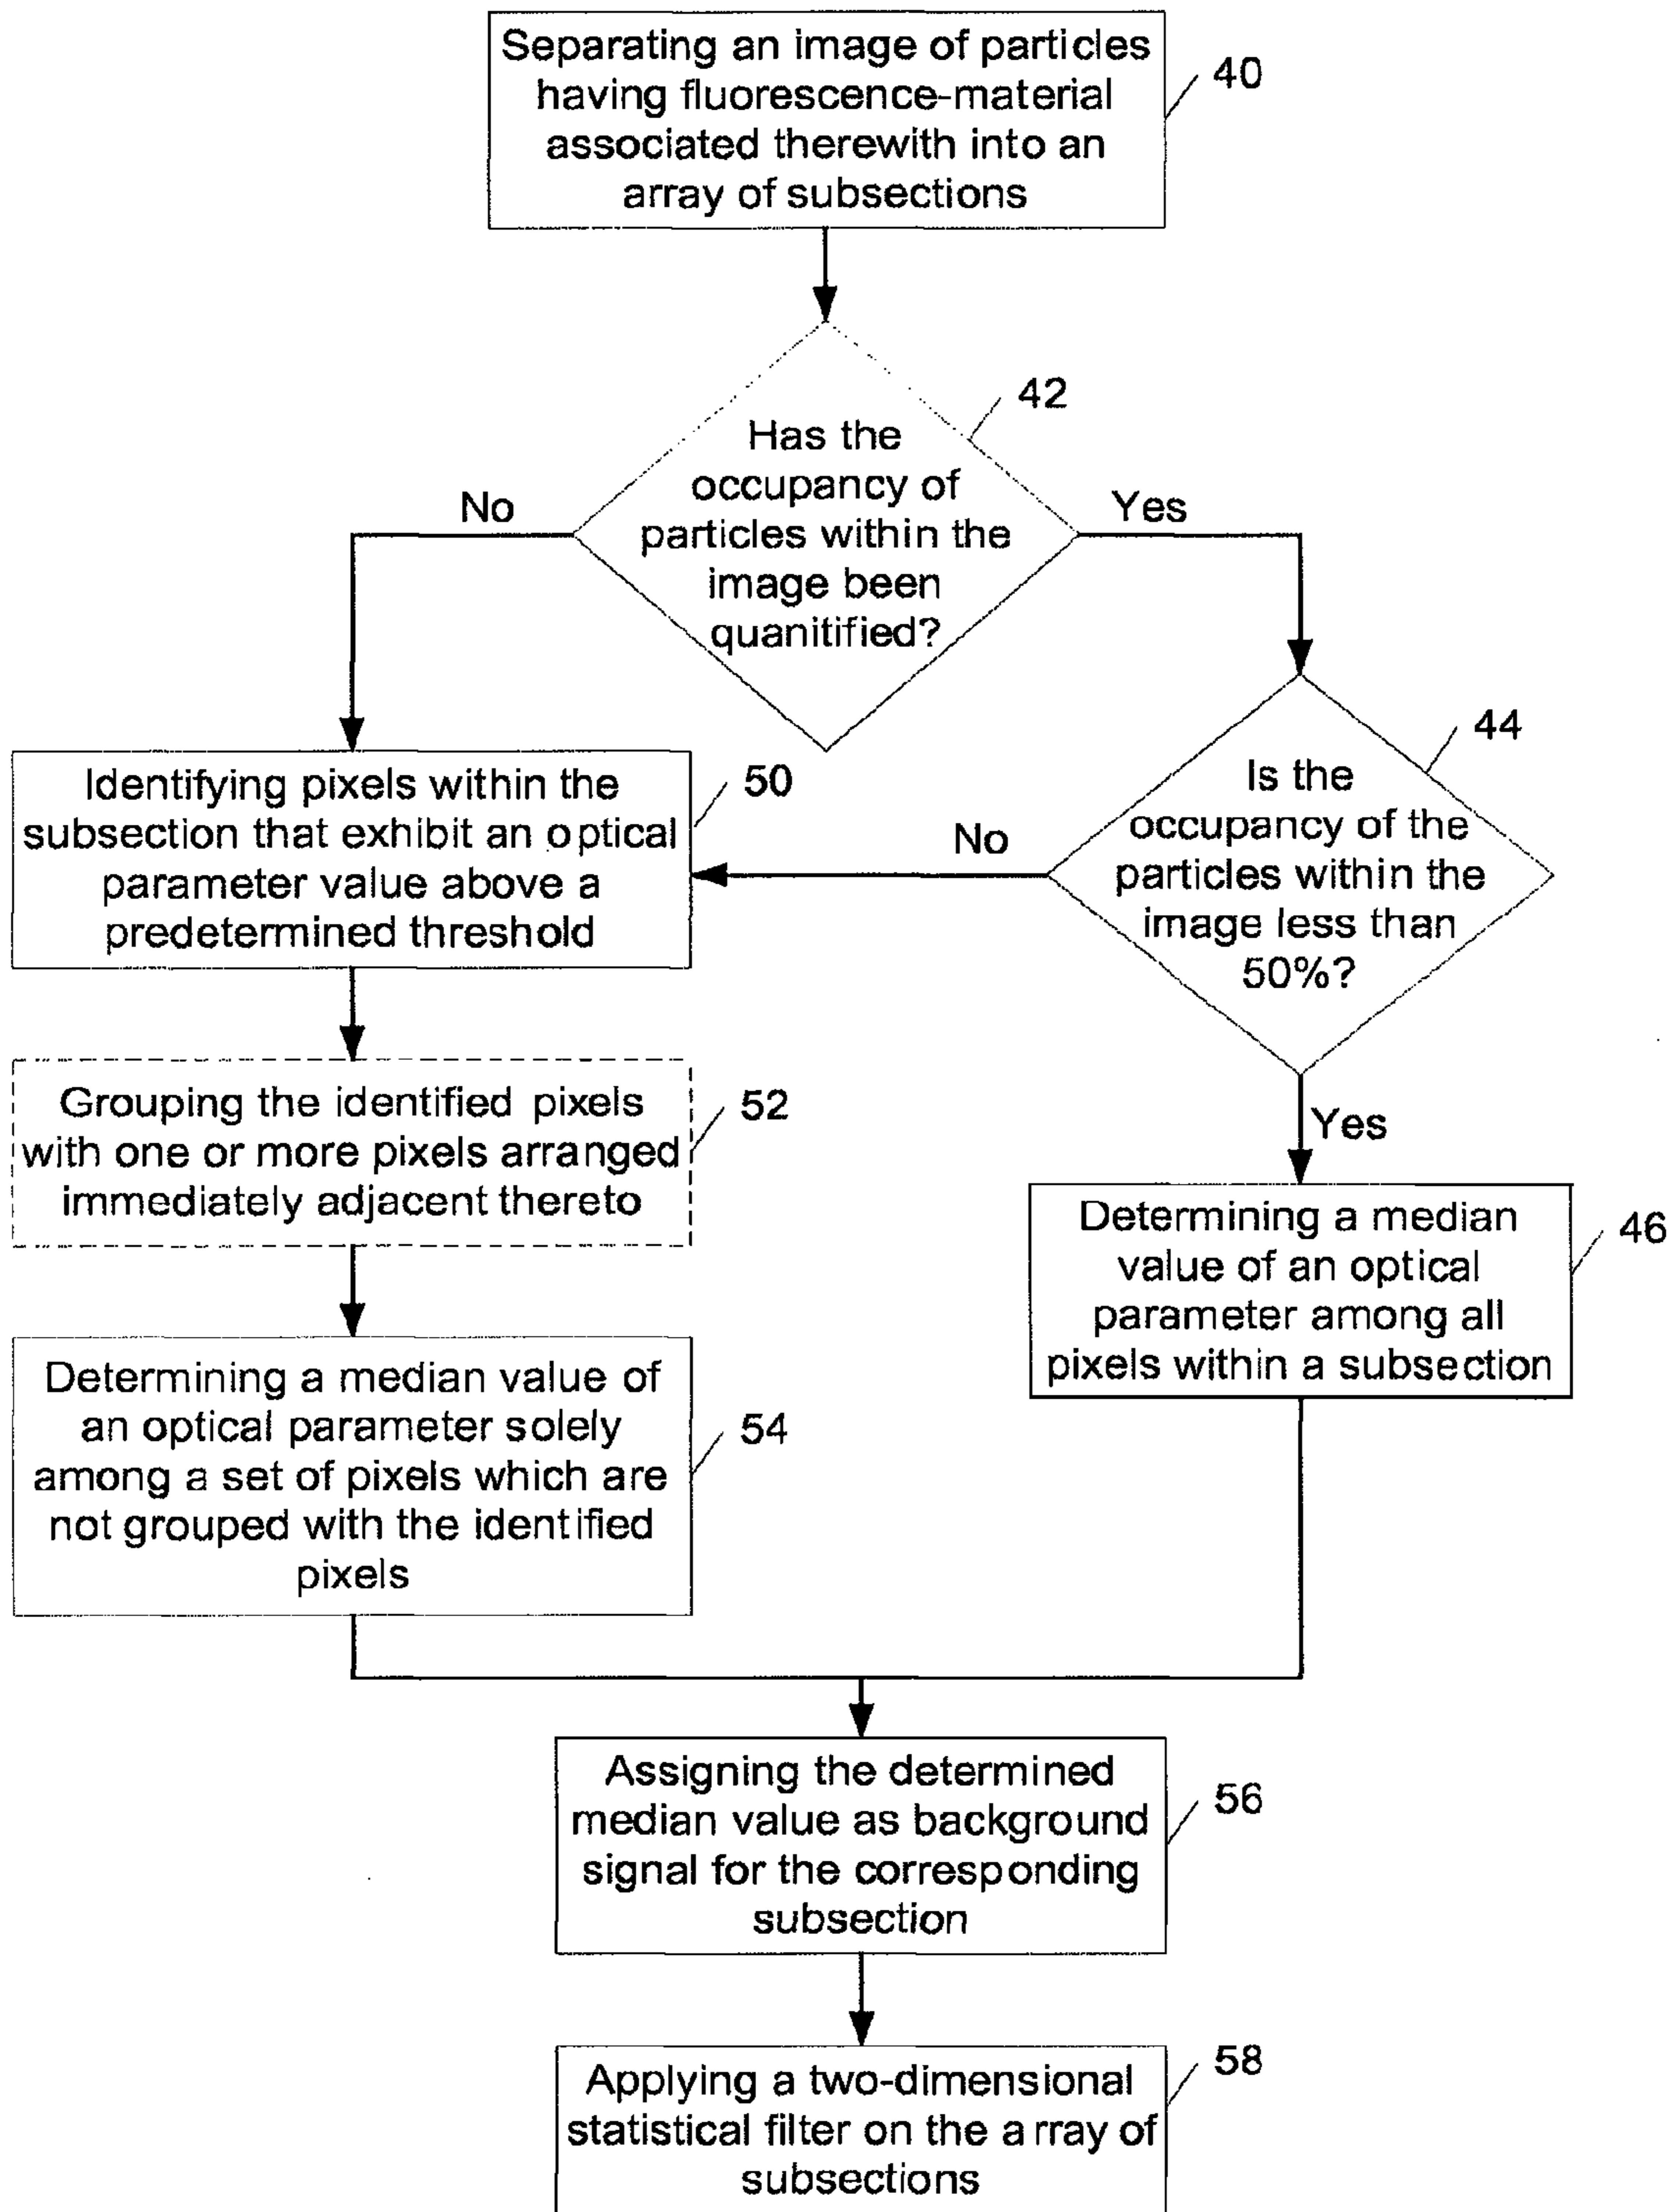 Separating an image of particles
having fluorescence-material
associated therewith into an
array of subsections
40
42
Has the
occupancy of
particles within the
image been
quanitified?
No
Yes
44
Is the
occupancy of the
particles within the
image less than
50%?
No
Yes
Identifying pixels within the
subsection that exhibit an optical
parameter value above a
predetermined threshold
50
Grouping the identified pixels
with one or more pixels arranged
immediately adjacent thereto
52
Determining a median
value of an optical
parameter among all
pixels within a subsection
46
Determining a median value of
an optical parameter solely
among a set of pixels which are
not grouped with the identified
pixels
54
Assigning the determined
median value as background
signal for the corresponding
subsection
56
Applying a two-dimensional
statistical filter on the array of
subsections
58